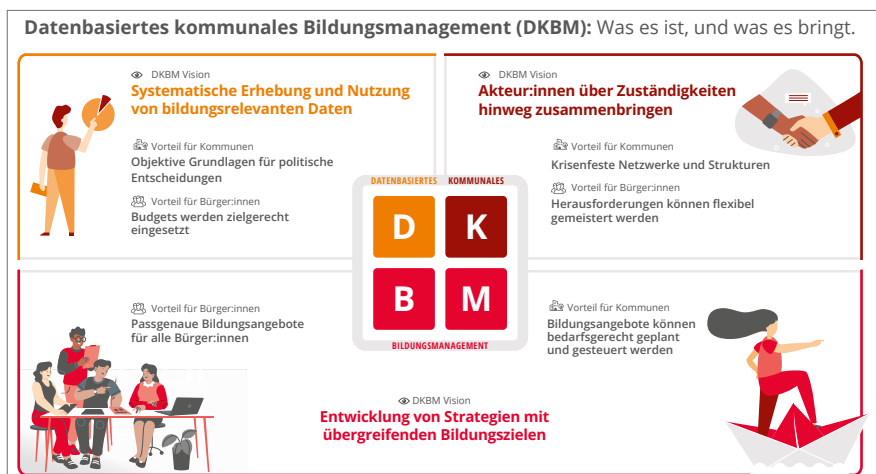 Datenbasiertes kommunales Bildungsmanagement (DKBM): Was es ist, und was es bringt.
DKBM Vision
Systematische Erhebung und Nutzung
von bildungsrelevanten Daten
Vorteil für Kommunen
Objektive Grundlagen für politische
Entscheidungen
Vorteil für Bürger:innen
Budgets werden zielgerecht
eingesetzt
DKBM Vision
Akteur:innen über Zuständigkeiten
hinweg zusammenbringen
Vorteil für Kommunen
Krisenfeste Netzwerke und Strukturen
Vorteil für Bürger:innen
Herausforderungen können flexibel
gemeistert werden
DATENBASIERTES KOMMUNALES
D K
B M
BILDUNGSMANAGEMENT
Vorteil für Bürger:innen
Passgenaue Bildungsangebote
für alle Bürger:innen
Vorteil für Kommunen
Bildungsangebote können
bedarfsgerecht geplant
und gesteuert werden
DKBM Vision
Entwicklung von Strategien mit
übergreifenden Bildungszielen